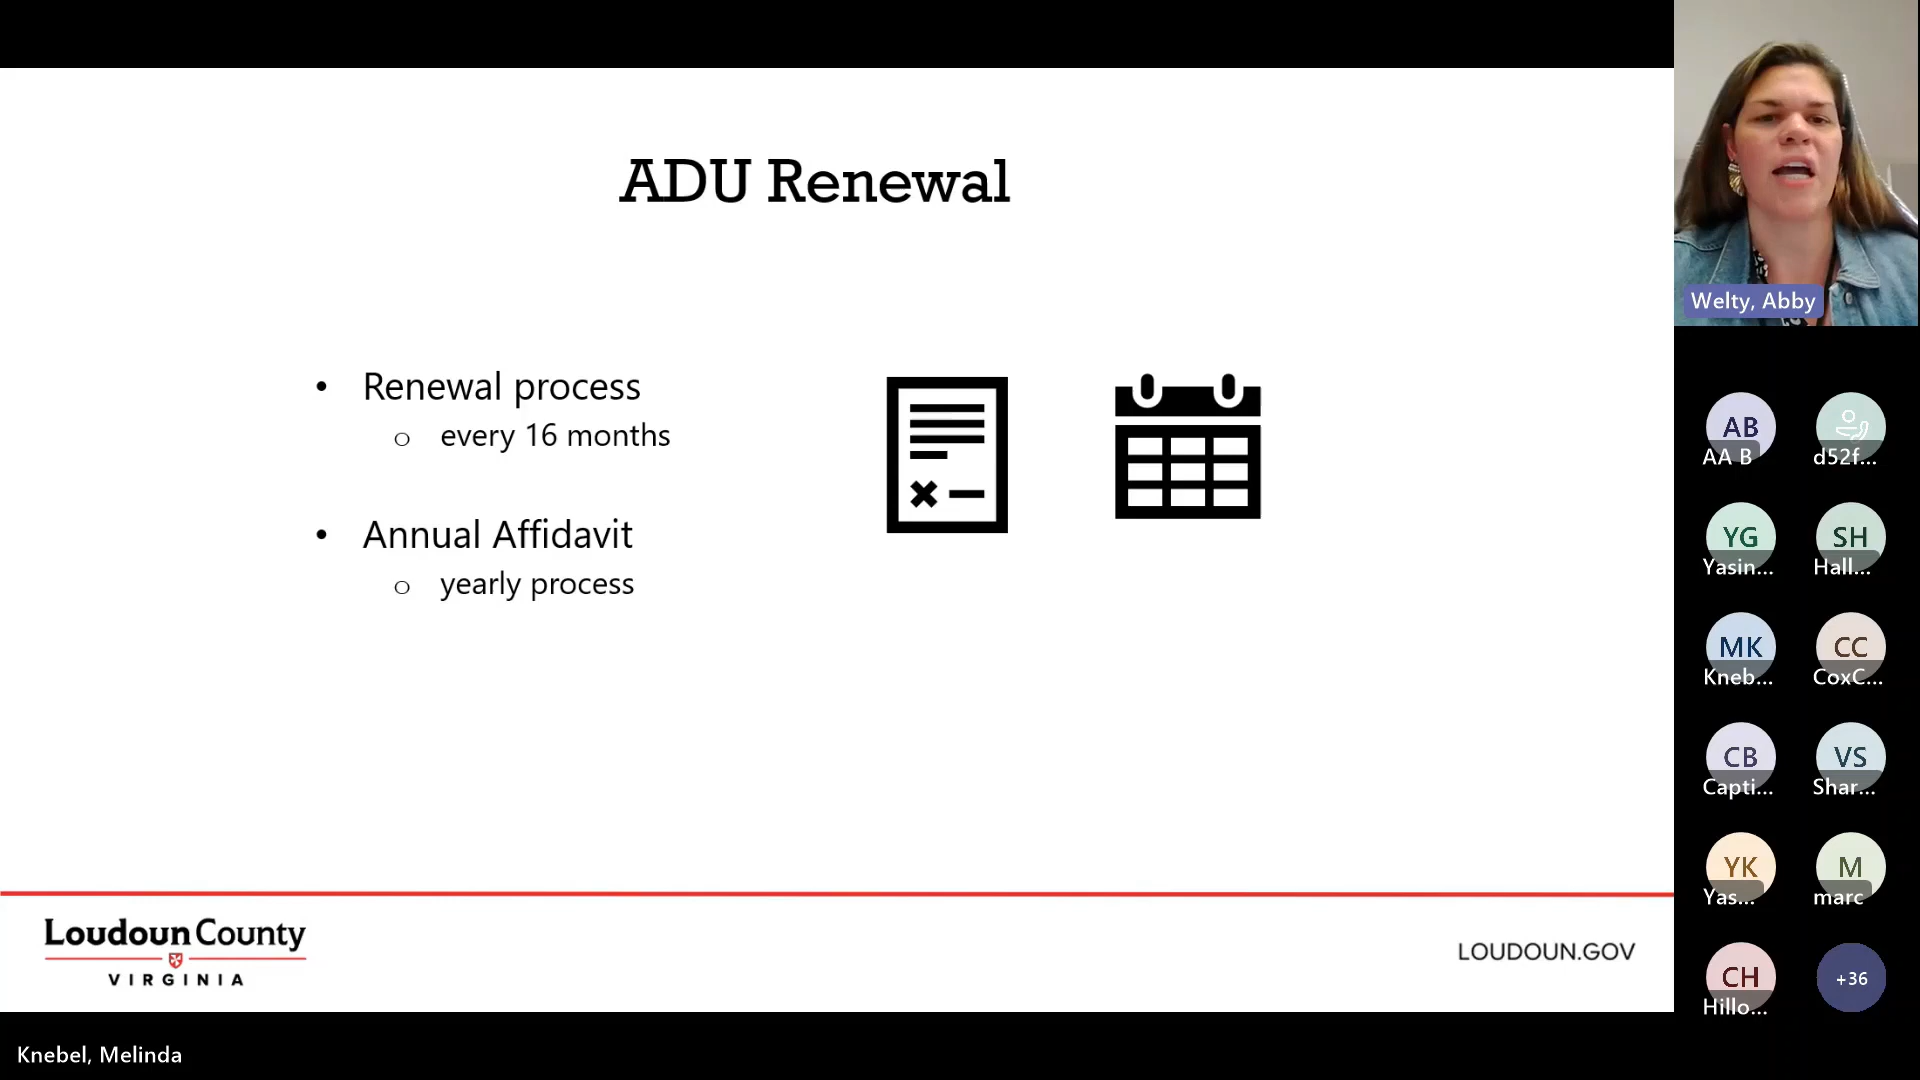 ADU Renewal
• Renewal process
o every 16 months
• Annual Affidavit
o yearly process
Loudoun County
VIRGINIA
LOUDOUN.GOV
Welty, Abby
AB
AA B
d52f...
YG
Yasin...
SH
Hall...
MK
Kneb...
CC
CoxC...
CB
Capti...
VS
Shar...
YK
Yas...
M
marc
CH
Hillo...
+36
Knebel, Melinda